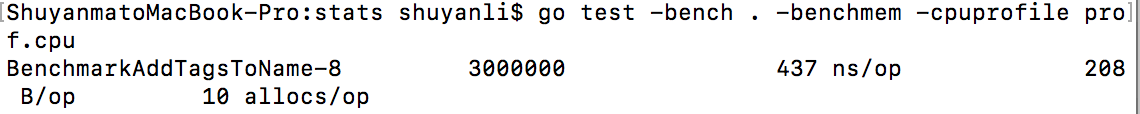 [ShuyanmatoMacBook-Pro:stats shuyanli$ go test -bench . -benchmem -cpuprofile pro]
f.cpu
BenchmarkAddTagsToName-8         3000000               437 ns/op             208
 B/op         10 allocs/op